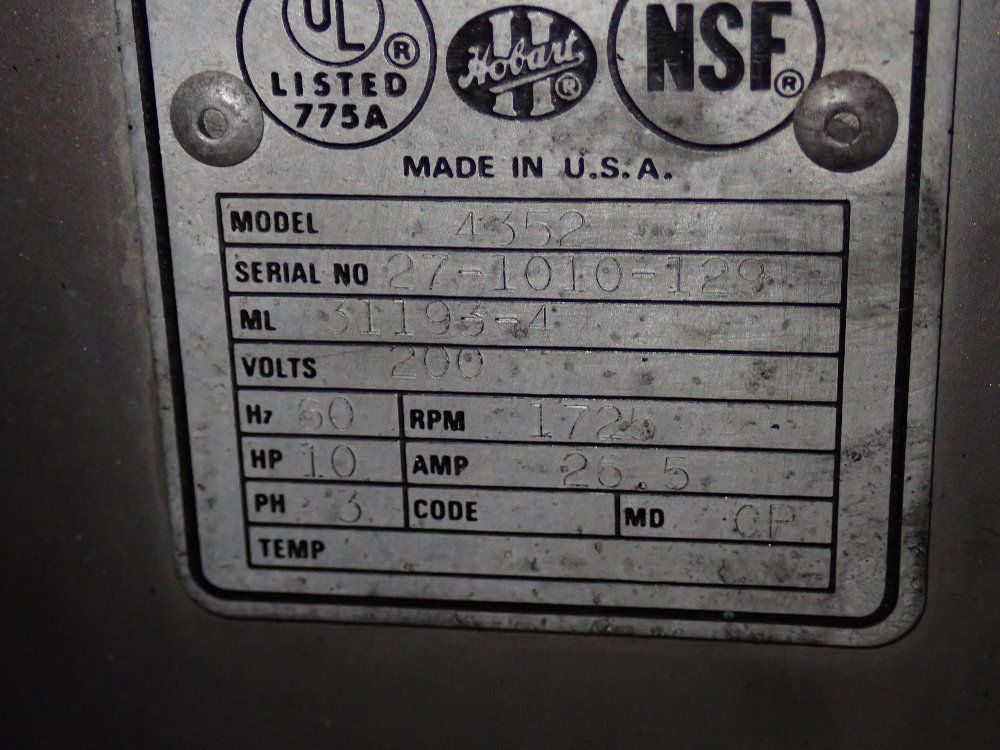 UL ®
LISTED
775A
Hobart ®
NSF ®
MADE IN U.S.A.
MODEL 4352
SERIAL NO 27-1010-129
ML 31193-4
VOLTS 200
Hz 60 RPM 1725
HP 10 AMP 26.5
PH 3 CODE MD CP
TEMP